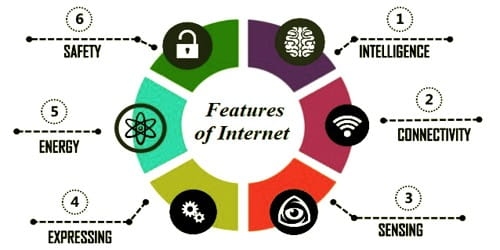 Features
of Internet
1
INTELLIGENCE
2
CONNECTIVITY
3
SENSING
4
EXPRESSING
5
ENERGY
6
SAFETY